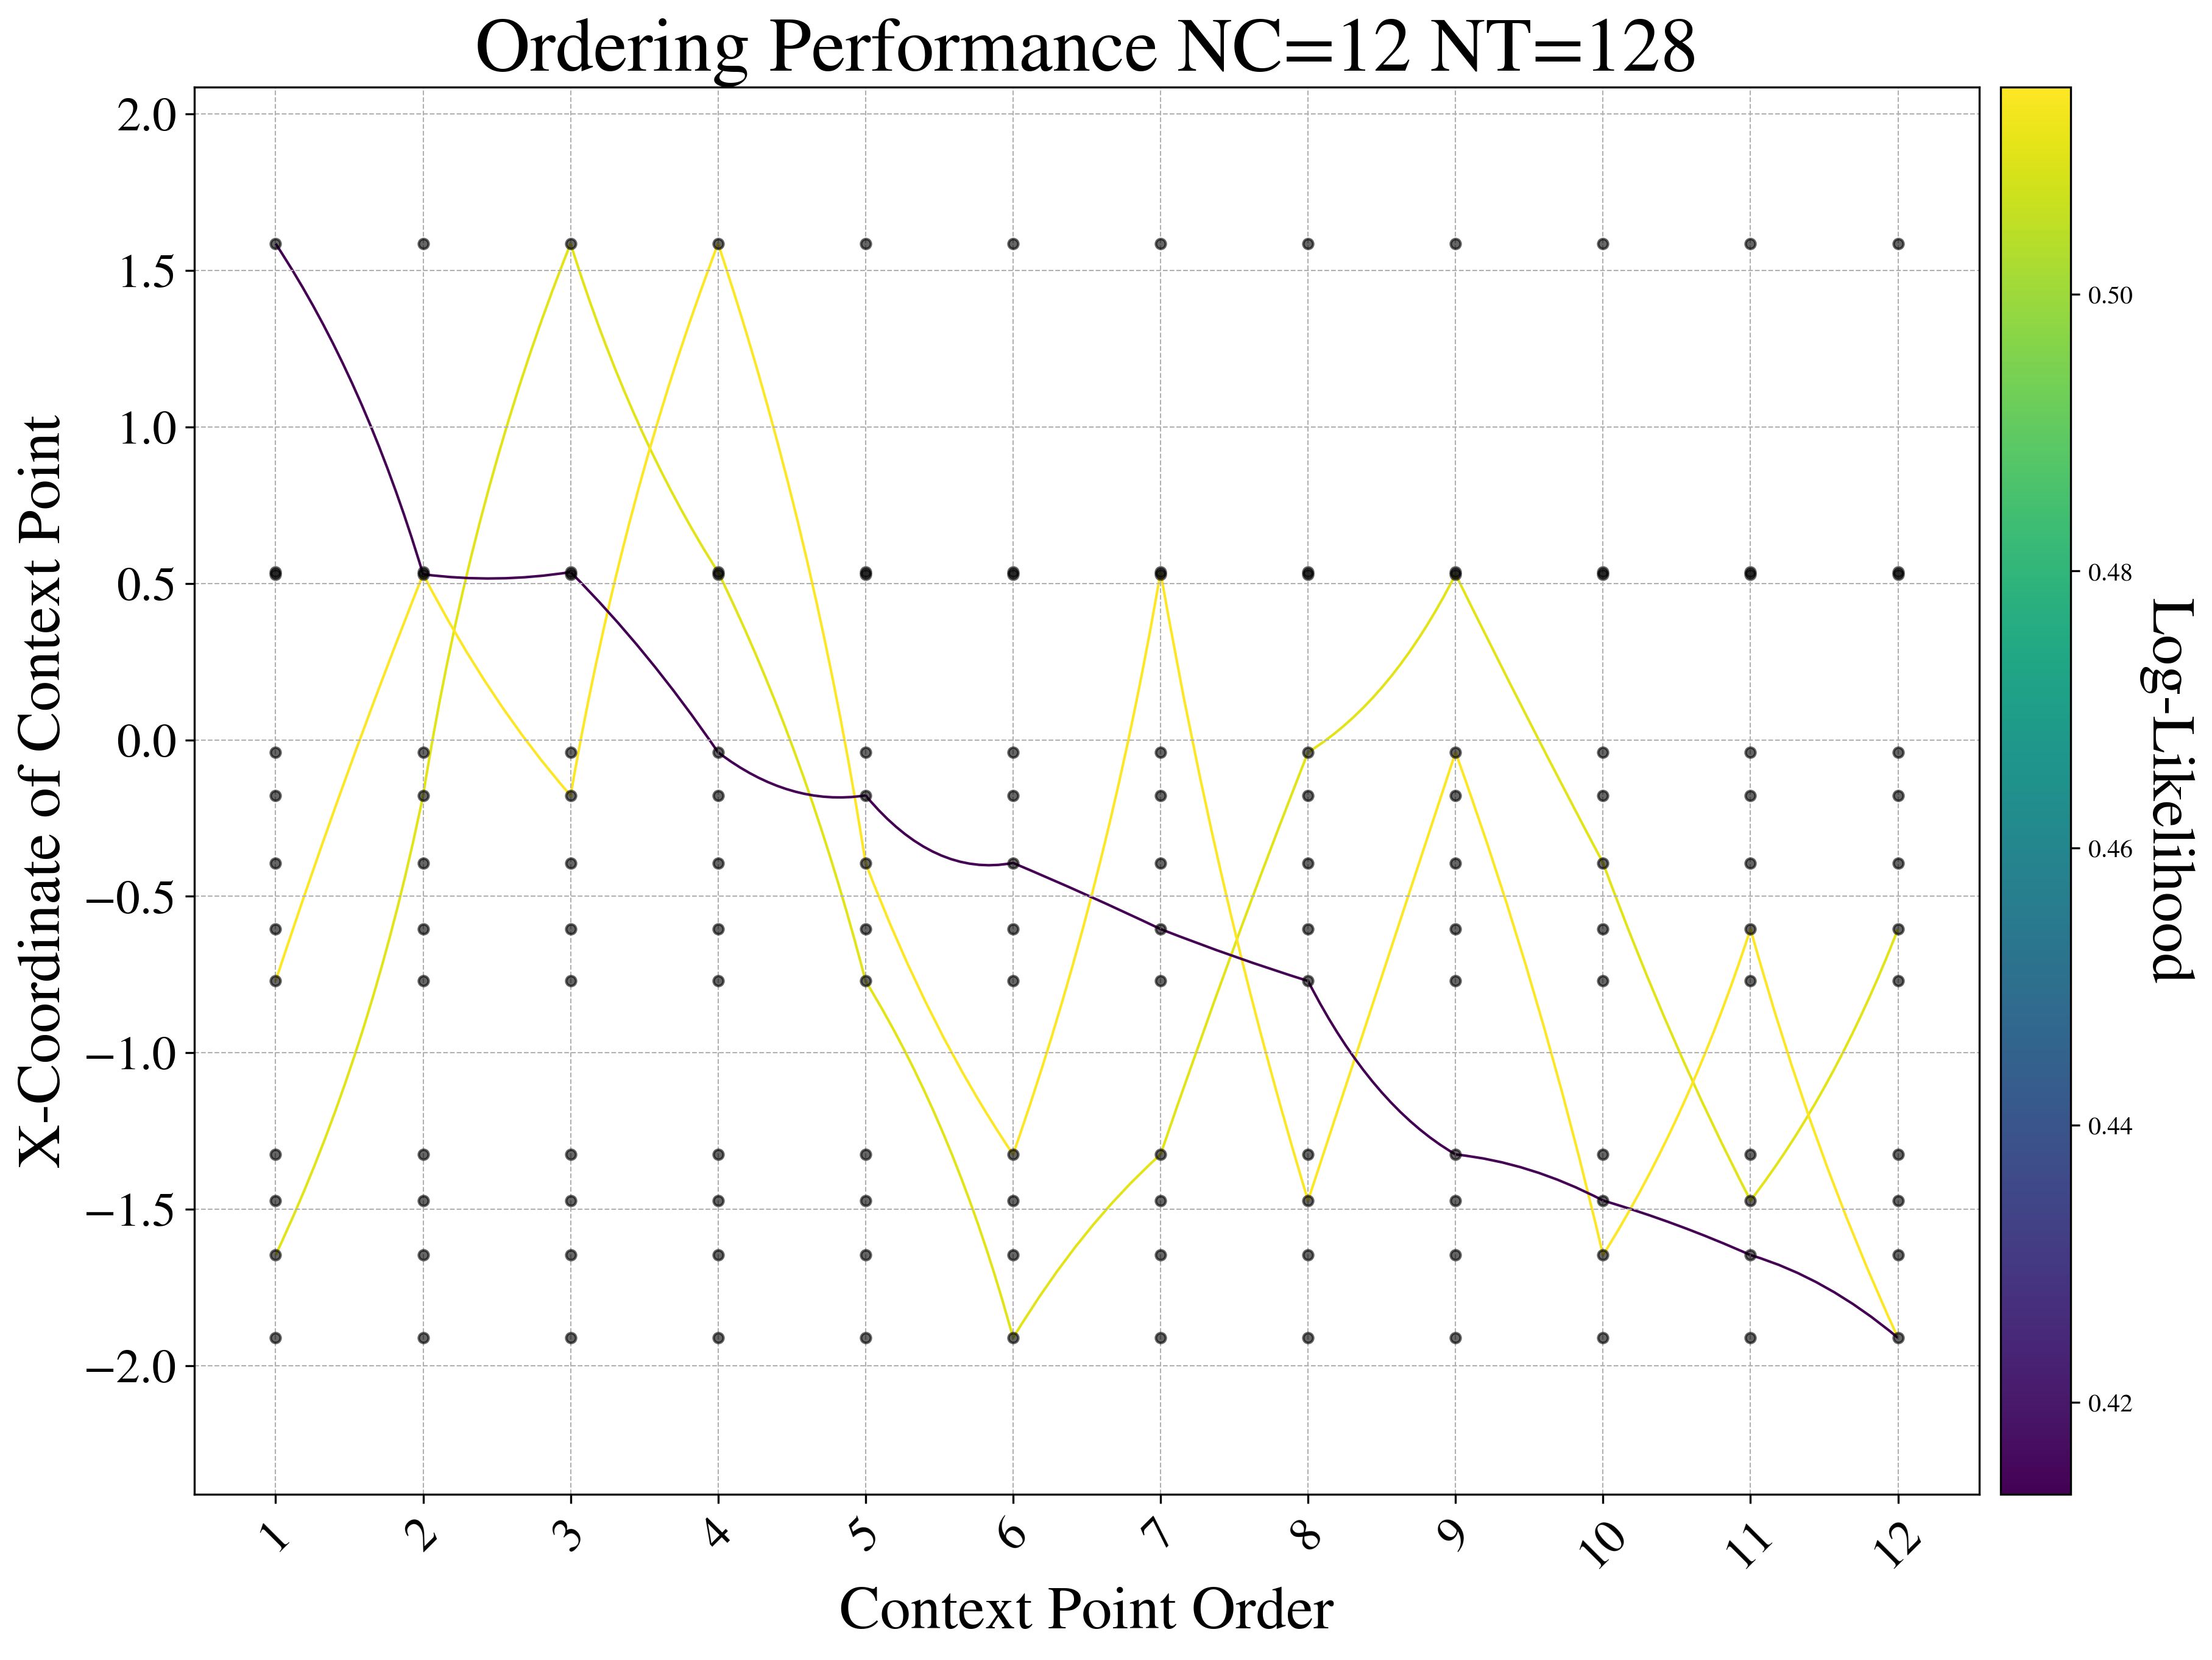 Ordering Performance NC=12 NT=128
X-Coordinate of Context Point
2.0
1.5
1.0
0.5
0.0
−0.5
−1.0
−1.5
−2.0
1 2 3 4 5 6 7 8 9 10 11 12
Context Point Order
0.50
0.48
0.46
0.44
0.42
Log-Likelihood